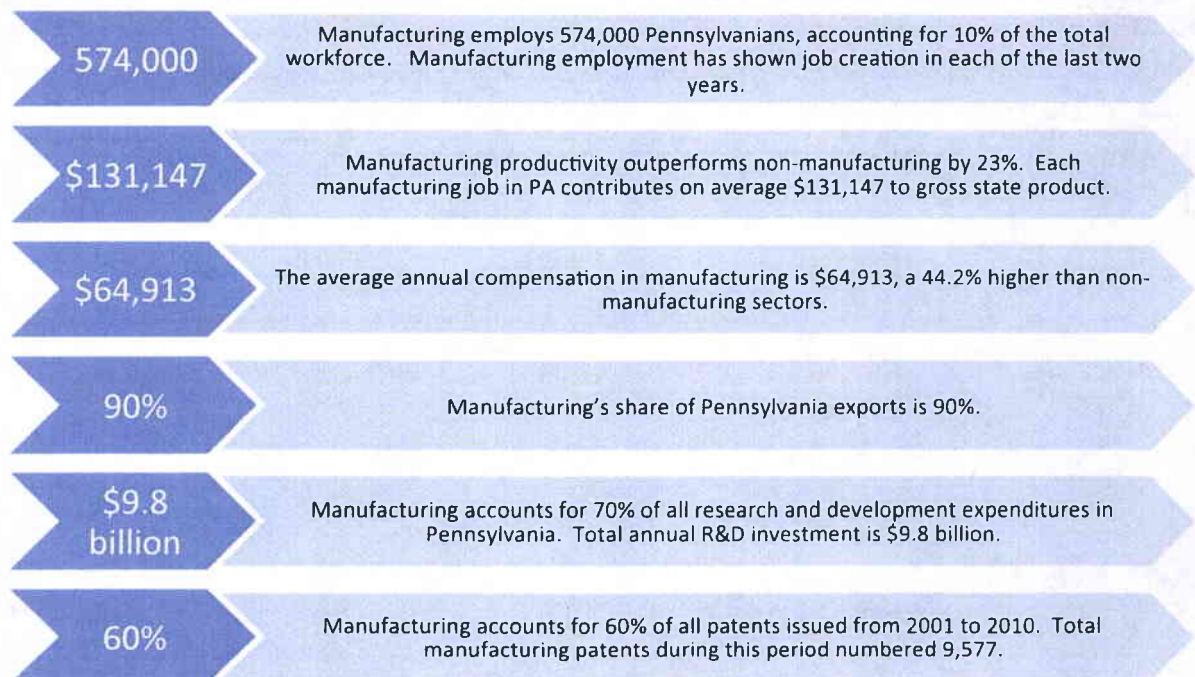 574,000
Manufacturing employs 574,000 Pennsylvanians, accounting for 10% of the total
workforce.   Manufacturing employment has shown job creation in each of the last two
years.
$131,147
Manufacturing productivity outperforms non-manufacturing by 23%.  Each
manufacturing job in PA contributes on average $131,147 to gross state product.
$64,913
The average annual compensation in manufacturing is $64,913, a 44.2% higher than non-
manufacturing sectors.
90%
Manufacturing's share of Pennsylvania exports is 90%.
$9.8
billion
Manufacturing accounts for 70% of all research and development expenditures in
Pennsylvania.  Total annual R&D investment is $9.8 billion.
60%
Manufacturing accounts for 60% of all patents issued from 2001 to 2010.  Total
manufacturing patents during this period numbered 9,577.